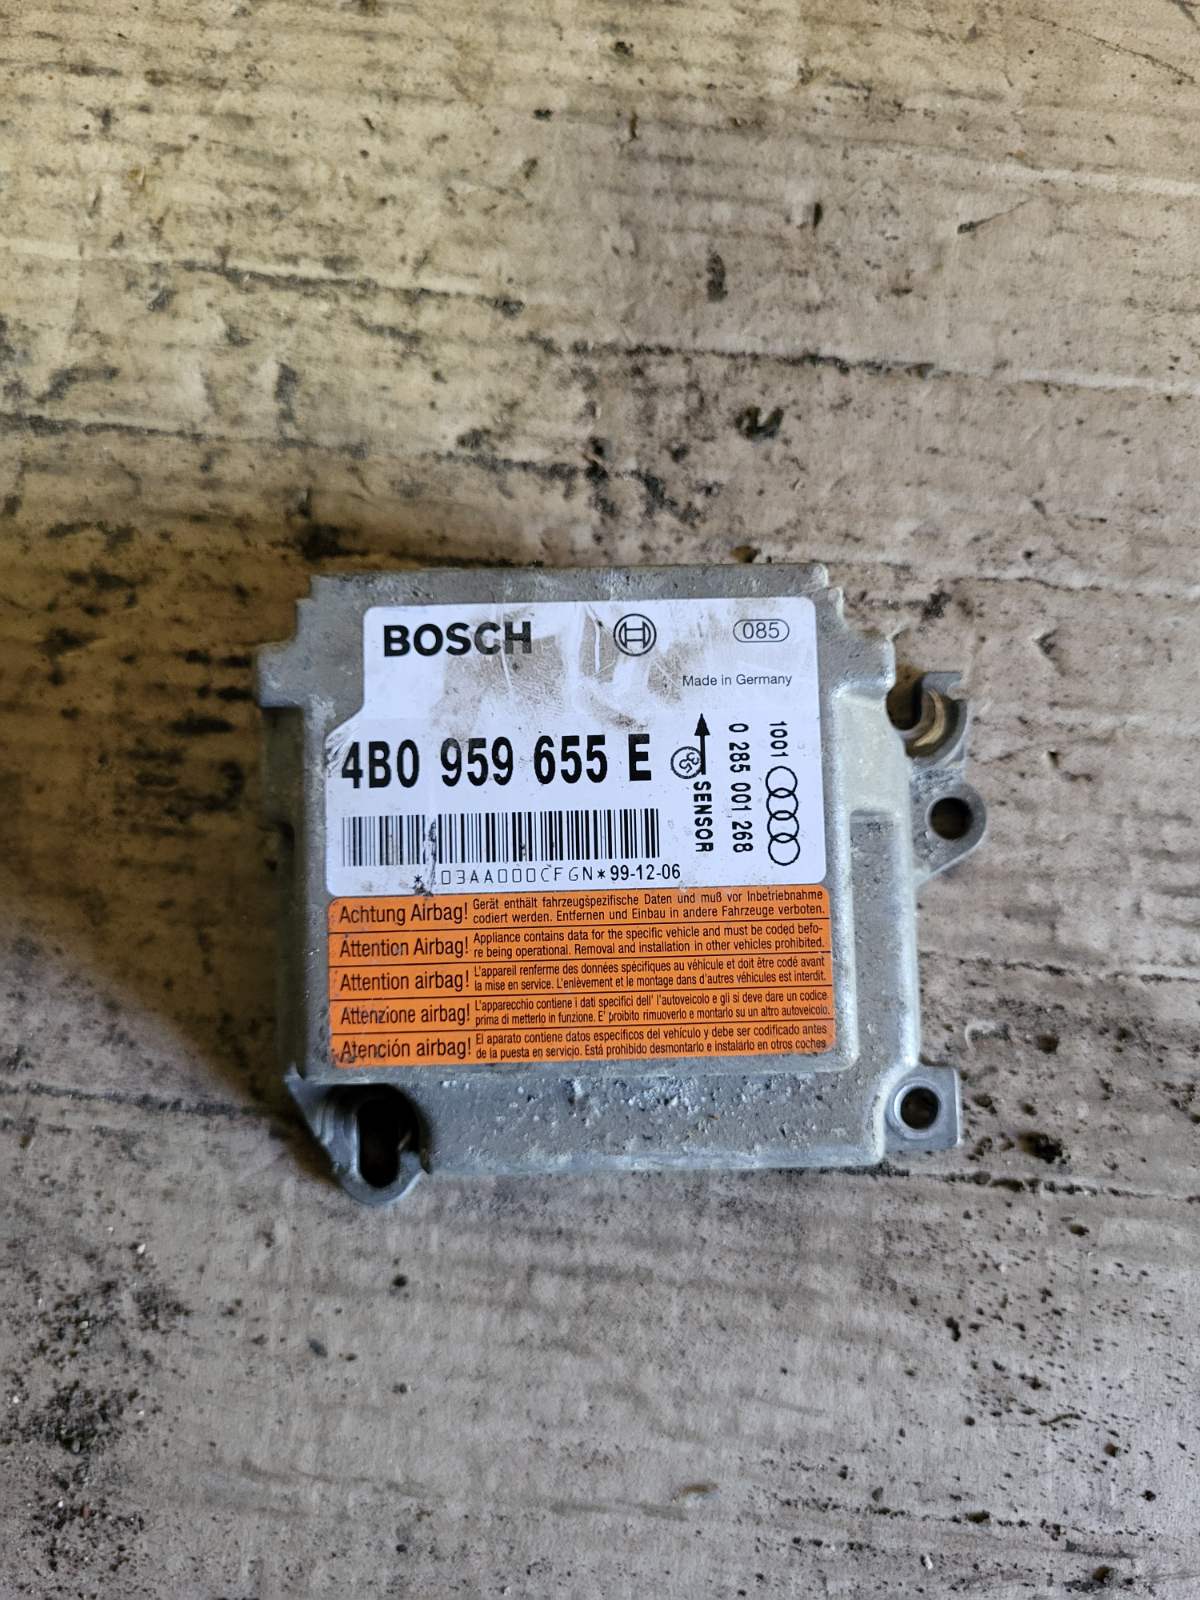 BOSCH
085
Made in Germany
4B0 959 655 E
35
SENSOR
0 285 001 268
1001
* 03AA000CFGN* 99-12-06
Achtung Airbag! Gerät enthält fahrzeugspezifische Daten und muß vor Inbetriebnahme
codiert werden. Entfernen und Einbau in andere Fahrzeuge verboten.
Attention Airbag! Appliance contains data for the specific vehicle and must be coded befo-
re being operational. Removal and installation in other vehicles prohibited.
Attention airbag! L'appareil renferme des données spécifiques au véhicule et doit être codé avant
la mise en service. L'enlèvement et le montage dans d'autres véhicules est interdit.
Attenzione airbag! L'apparecchio contiene i dati specifici dell' l'autoveicolo e gli si deve dare un codice
prima di metterlo in funzione. E' proibito rimuoverlo e montarlo su un altro autoveicolo.
Atención airbag! El aparato contiene datos específicos del vehículo y debe ser codificado antes
de la puesta en servicio. Está prohibido desmontarlo e instalarlo en otros coches